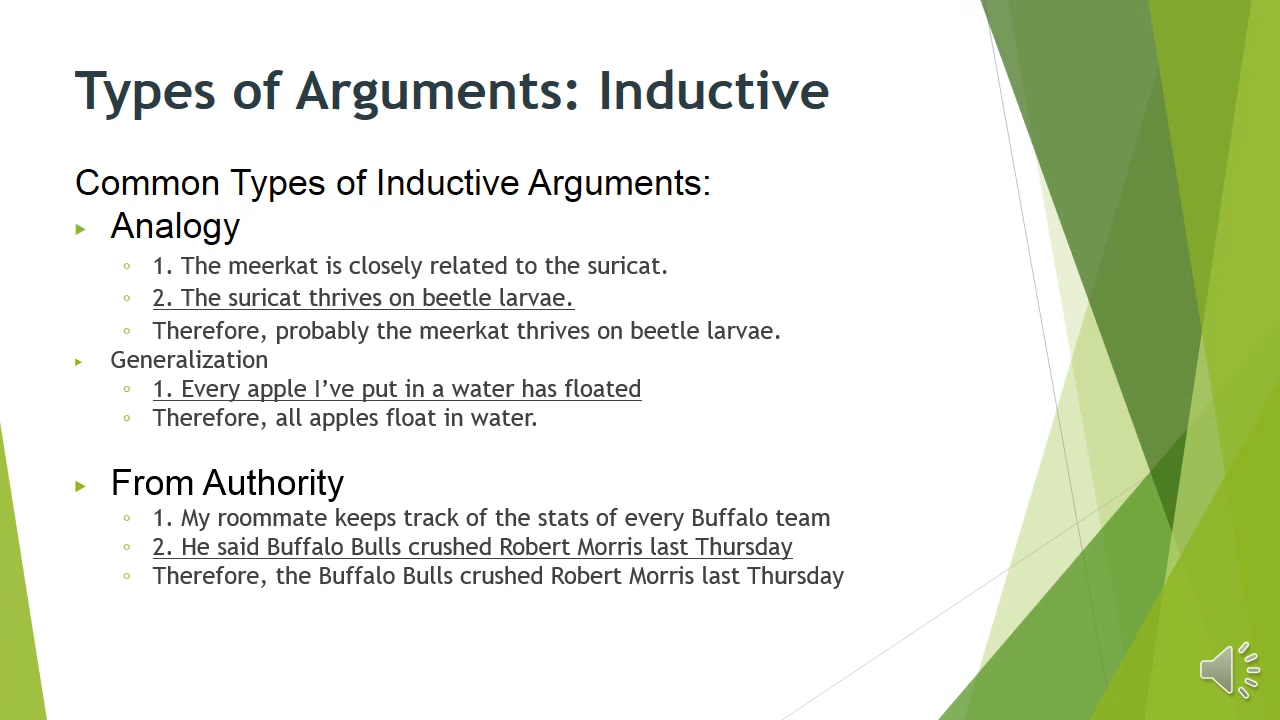 Types of Arguments: Inductive
Common Types of Inductive Arguments:
Analogy
1. The meerkat is closely related to the suricat.
2. The suricat thrives on beetle larvae.
Therefore, probably the meerkat thrives on beetle larvae.
Generalization
1. Every apple I’ve put in a water has floated
Therefore, all apples float in water.
From Authority
1. My roommate keeps track of the stats of every Buffalo team
2. He said Buffalo Bulls crushed Robert Morris last Thursday
Therefore, the Buffalo Bulls crushed Robert Morris last Thursday